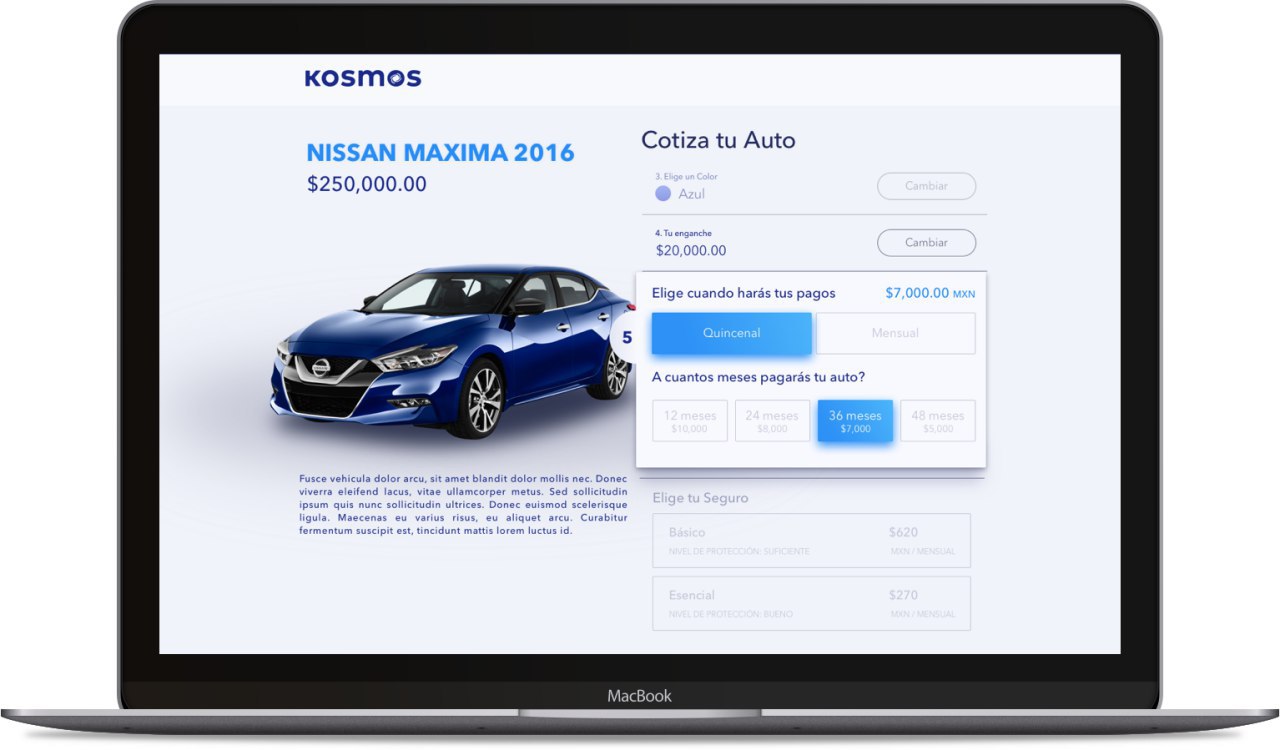 KOSMOS
NISSAN MAXIMA 2016
$250,000.00
Fusce vehicula dolor arcu, sit amet blandit dolor mollis nec. Donec
viverra eleifend lacus, vitae ullamcorper metus. Sed sollicitudin
ipsum quis nunc sollicitudin ultrices. Donec euismod scelerisque
ligula. Maecenas eu varius risus, eu aliquet arcu. Curabitur
fermentum suscipit est, tincidunt mattis lorem luctus id.
Cotiza tu Auto
3. Elige un Color
Azul
Cambiar
4. Tu enganche
$20,000.00
Cambiar
5
Elige cuando harás tus pagos
$7,000.00 MXN
Quincenal
Mensual
A cuantos meses pagarás tu auto?
12 meses
$10,000
24 meses
$8,000
36 meses
$7,000
48 meses
$5,000
Elige tu Seguro
Básico
$620
NIVEL DE PROTECCIÓN: SUFICIENTE
MXN / MENSUAL
Esencial
$270
NIVEL DE PROTECCIÓN: BUENO
MXN / MENSUAL
MacBook